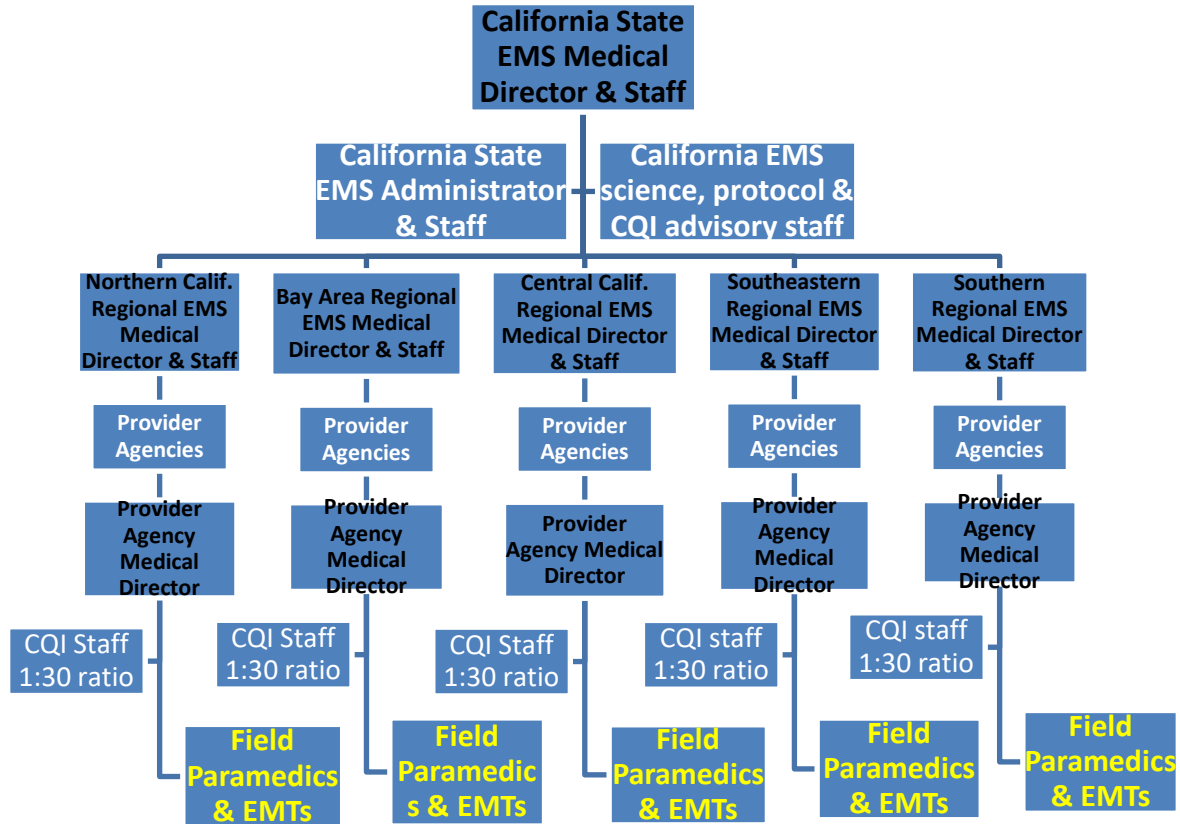 California State
EMS Medical
Director & Staff
California State
EMS Administrator
& Staff
California EMS
science, protocol &
CQI advisory staff
Northern Calif.
Regional EMS
Medical
Director & Staff
Bay Area Regional
EMS Medical
Director & Staff
Central Calif.
Regional EMS
Medical Director
& Staff
Southeastern
Regional EMS
Medical Director
& Staff
Southern
Regional EMS
Medical Director
& Staff
Provider
Agencies
Provider
Agencies
Provider
Agencies
Provider
Agencies
Provider
Agencies
Provider
Agency
Medical
Director
Provider
Agency
Medical
Director
Provider
Agency Medical
Director
Provider
Agency
Medical
Director
Provider
Agency
Medical
Director
CQI Staff
1:30 ratio
CQI Staff
1:30 ratio
CQI Staff
1:30 ratio
CQI staff
1:30 ratio
CQI staff
1:30 ratio
Field
Paramedics
& EMTs
Field
Paramedic
s & EMTs
Field
Paramedics
& EMTs
Field
Paramedics
& EMTs
Field
Paramedics
& EMTs